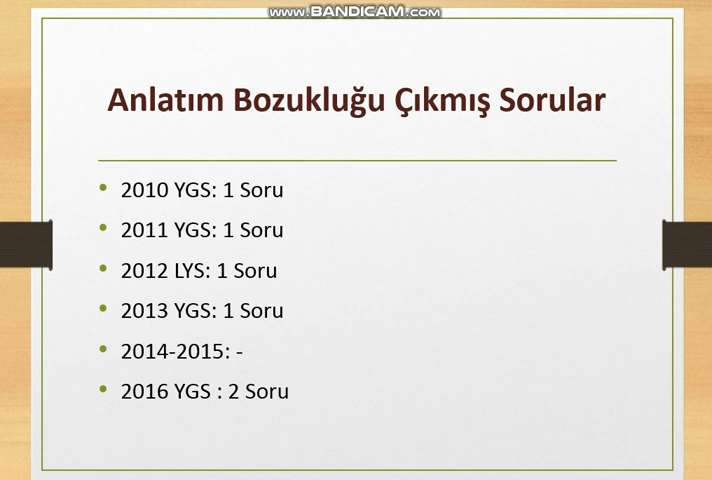 www.BANDICAM.com
Anlatım Bozukluğu Çıkmış Sorular
• 2010 YGS: 1 Soru
• 2011 YGS: 1 Soru
• 2012 LYS: 1 Soru
• 2013 YGS: 1 Soru
• 2014-2015: -
• 2016 YGS : 2 Soru